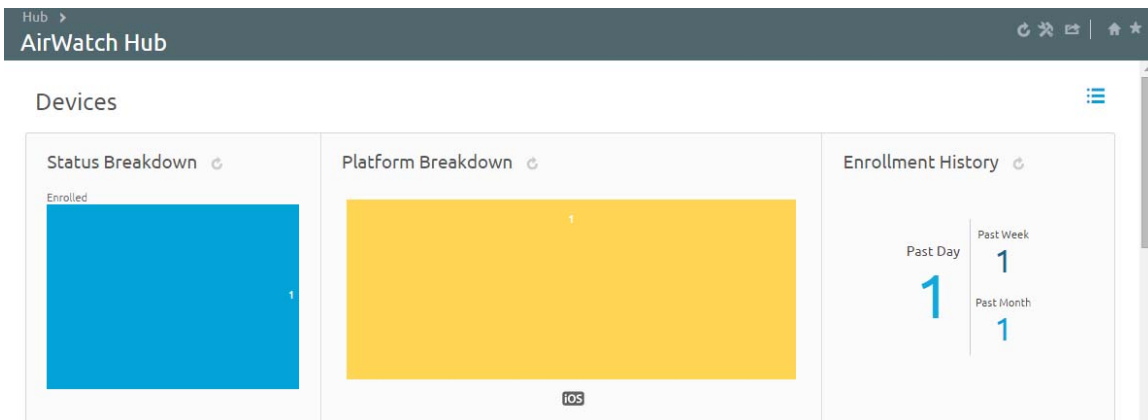 Hub >
AirWatch Hub
Devices
Status Breakdown
Enrolled
1
Platform Breakdown
1
iOS
Enrollment History
Past Day
1
Past Week
1
Past Month
1